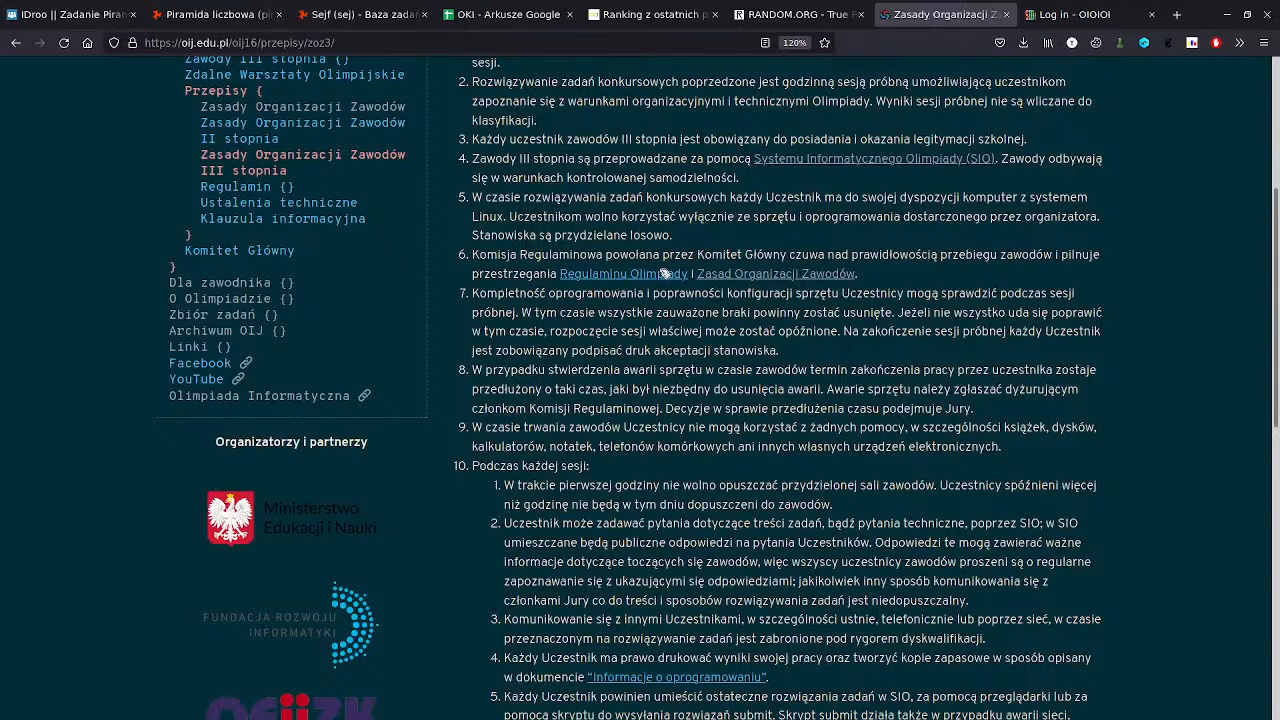 IDroo || Zadanie Piran
Piramida liczbowa (pir
Sejf (sej) - Baza zadań
OKI - Arkusze Google
Ranking z ostatnich p
RANDOM.ORG - True R
Zasady Organizacji Za
Log in - OIOIOI
https://oij.edu.pl/oij16/przepisy/zoz3/
120%
Zawody III stopnia {}
Zdalne Warsztaty Olimpijskie
Przepisy {
Zasady Organizacji Zawodów
Zasady Organizacji Zawodów
II stopnia
Zasady Organizacji Zawodów
III stopnia
Regulamin {}
Ustalenia techniczne
Klauzula informacyjna
}
Komitet Główny
}
Dla zawodnika {}
O Olimpiadzie {}
Zbiór zadań {}
Archiwum OIJ {}
Linki {}
Facebook
YouTube
Olimpiada Informatyczna
Organizatorzy i partnerzy
Ministerstwo
Edukacji i Nauki
FUNDACJA ROZWOJU
INFORMATYKI
OEIIZK
sesji.
2. Rozwiązywanie zadań konkursowych poprzedzone jest godzinną sesją próbną umożliwiającą uczestnikom
zapoznanie się z warunkami organizacyjnymi i technicznymi Olimpiady. Wyniki sesji próbnej nie są wliczane do
klasyfikacji.
3. Każdy uczestnik zawodów III stopnia jest obowiązany do posiadania i okazania legitymacji szkolnej.
4. Zawody III stopnia są przeprowadzane za pomocą Systemu Informatycznego Olimpiady (SIO). Zawody odbywają
się w warunkach kontrolowanej samodzielności.
5. W czasie rozwiązywania zadań konkursowych każdy Uczestnik ma do swojej dyspozycji komputer z systemem
Linux. Uczestnikom wolno korzystać wyłącznie ze sprzętu i oprogramowania dostarczonego przez organizatora.
Stanowiska są przydzielane losowo.
6. Komisja Regulaminowa powołana przez Komitet Główny czuwa nad prawidłowością przebiegu zawodów i pilnuje
przestrzegania Regulaminu Olimpiady i Zasad Organizacji Zawodów.
7. Kompletność oprogramowania i poprawności konfiguracji sprzętu Uczestnicy mogą sprawdzić podczas sesji
próbnej. W tym czasie wszystkie zauważone braki powinny zostać usunięte. Jeżeli nie wszystko uda się poprawić
w tym czasie, rozpoczęcie sesji właściwej może zostać opóźnione. Na zakończenie sesji próbnej każdy Uczestnik
jest zobowiązany podpisać druk akceptacji stanowiska.
8. W przypadku stwierdzenia awarii sprzętu w czasie zawodów termin zakończenia pracy przez uczestnika zostaje
przedłużony o taki czas, jaki był niezbędny do usunięcia awarii. Awarie sprzętu należy zgłaszać dyżurującym
członkom Komisji Regulaminowej. Decyzje w sprawie przedłużenia czasu podejmuje Jury.
9. W czasie trwania zawodów Uczestnicy nie mogą korzystać z żadnych pomocy, w szczególności książek, dysków,
kalkulatorów, notatek, telefonów komórkowych ani innych własnych urządzeń elektronicznych.
10. Podczas każdej sesji:
1. W trakcie pierwszej godziny nie wolno opuszczać przydzielonej sali zawodów. Uczestnicy spóźnieni więcej
niż godzinę nie będą w tym dniu dopuszczeni do zawodów.
2. Uczestnik może zadawać pytania dotyczące treści zadań, bądź pytania techniczne, poprzez SIO; w SIO
umieszczane będą publiczne odpowiedzi na pytania Uczestników. Odpowiedzi te mogą zawierać ważne
informacje dotyczące toczących się zawodów, więc wszyscy uczestnicy zawodów proszeni są o regularne
zapoznawanie się z ukazującymi się odpowiedziami; jakikolwiek inny sposób komunikowania się z
członkami Jury co do treści i sposobów rozwiązywania zadań jest niedopuszczalny.
3. Komunikowanie się z innymi Uczestnikami, w szczególności ustnie, telefonicznie lub poprzez sieć, w czasie
przeznaczonym na rozwiązywanie zadań jest zabronione pod rygorem dyskwalifikacji.
4. Każdy Uczestnik ma prawo drukować wyniki swojej pracy oraz tworzyć kopie zapasowe w sposób opisany
w dokumencie “Informacje o oprogramowaniu”.
5. Każdy Uczestnik powinien umieścić ostateczne rozwiązania zadań w SIO, za pomocą przeglądarki lub za
pomocą skryptu do wysyłania rozwiązań submit. Skrypt submit działa także w przypadku awarii sieci,